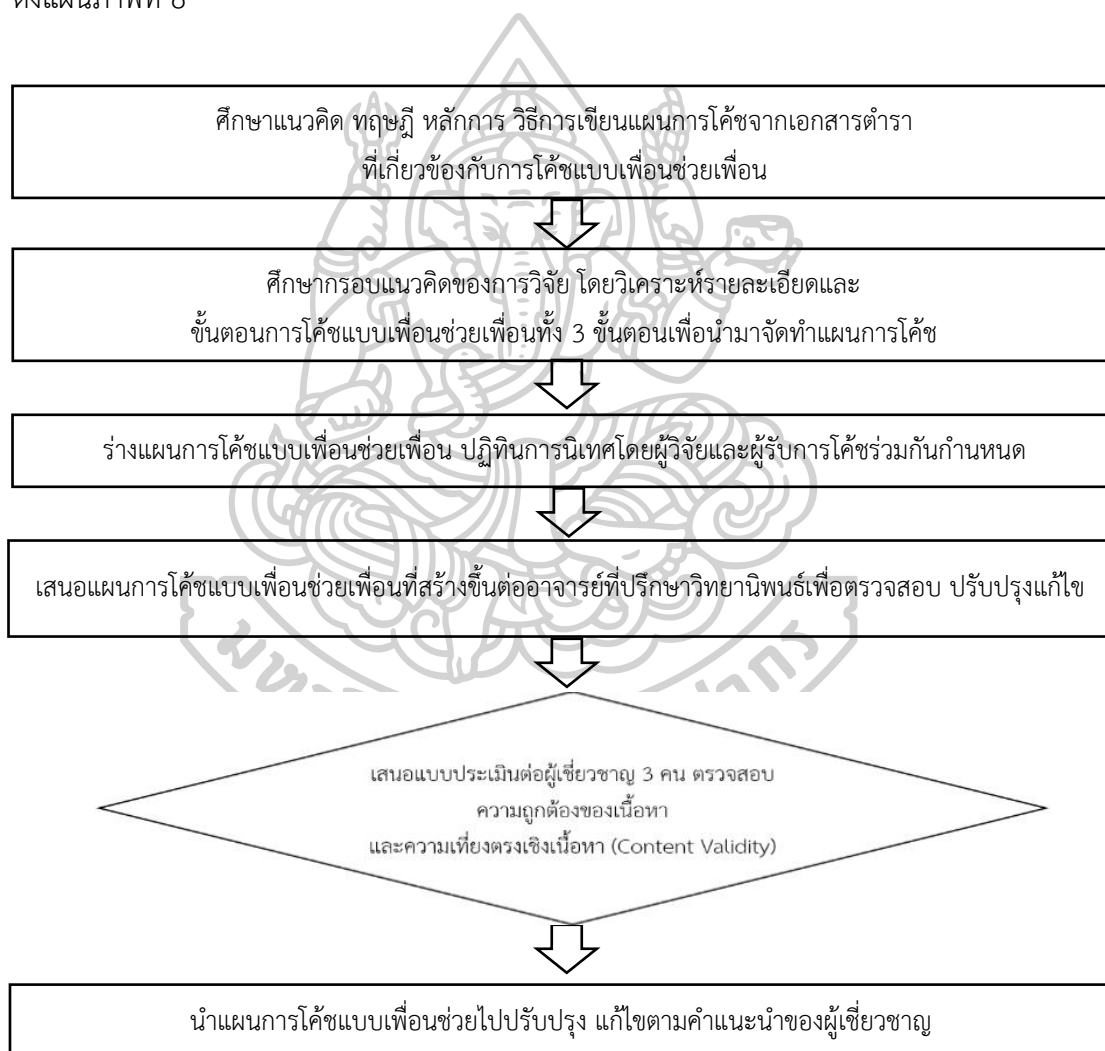 ดังแผนภาพที่ 8
ศึกษาแนวคิด ทฤษฎี หลักการ วิธีการเขียนแผนการโค้ชจากเอกสารตำรา
ที่เกี่ยวข้องกับการโค้ชแบบเพื่อนช่วยเพื่อน
ศึกษากรอบแนวคิดของการวิจัย โดยวิเคราะห์รายละเอียดและ
ขั้นตอนการโค้ชแบบเพื่อนช่วยเพื่อนทั้ง 3 ขั้นตอนเพื่อนำมาจัดทำแผนการโค้ช
ร่างแผนการโค้ชแบบเพื่อนช่วยเพื่อน ปฏิทินการนิเทศโดยผู้วิจัยและผู้รับการโค้ชร่วมกันกำหนด
เสนอแผนการโค้ชแบบเพื่อนช่วยเพื่อนที่สร้างขึ้นต่ออาจารย์ที่ปรึกษาวิทยานิพนธ์เพื่อตรวจสอบ ปรับปรุงแก้ไข
เสนอแบบประเมินต่อผู้เชี่ยวชาญ 3 คน ตรวจสอบ
ความถูกต้องของเนื้อหา
และความเที่ยงตรงเชิงเนื้อหา (Content Validity)
นำแผนการโค้ชแบบเพื่อนช่วยไปปรับปรุง แก้ไขตามคำแนะนำของผู้เชี่ยวชาญ